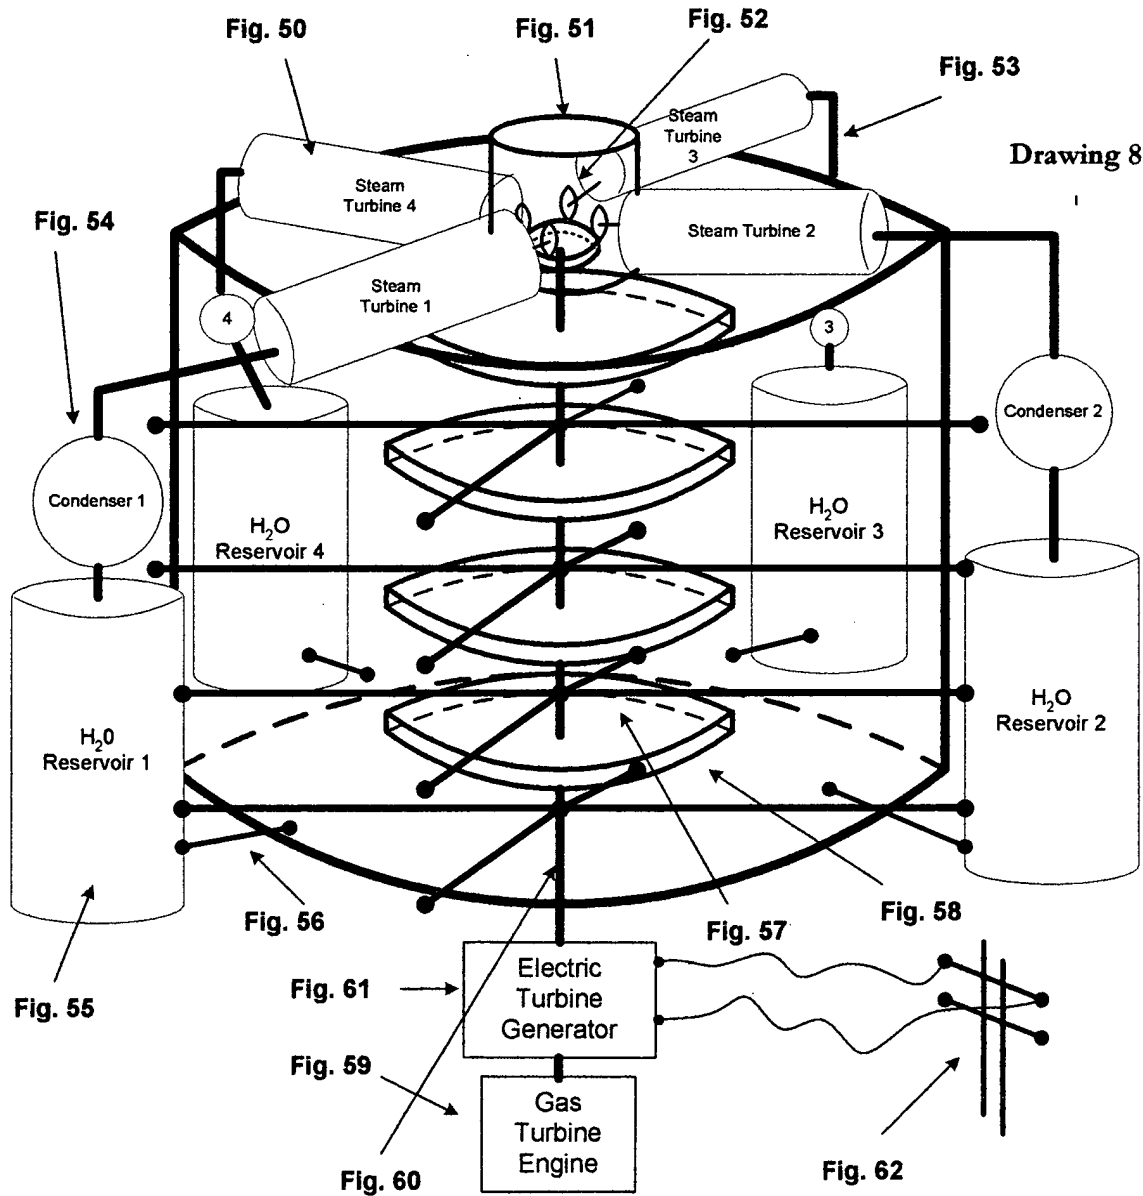 Fig. 50
Fig. 51
Fig. 52
Fig. 53
Drawing 8
Steam
Turbine
3
Steam
Turbine 4
Steam Turbine 2
Fig. 54
Steam
Turbine 1
4
3
Condenser 2
Condenser 1
H₂O
Reservoir 4
H₂O
Reservoir 3
H₂O
Reservoir 2
H₂0
Reservoir 1
Fig. 56
Fig. 57
Fig. 58
Fig. 55
Fig. 61
Electric
Turbine
Generator
Fig. 59
Gas
Turbine
Engine
Fig. 60
Fig. 62